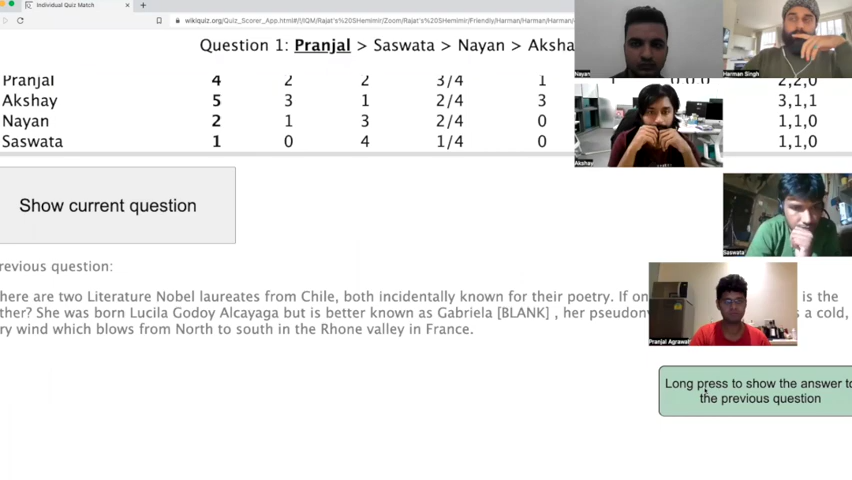 Individual Quiz Match
wikiquiz.org/Quiz_Scorer_App.html#/I/IQM/Rajat's%20SHemimir/Zoom/Rajat's%20SHemimir/Friendly/Harman/Harman/Harman/
Question 1: Pranjal > Saswata > Nayan > Aksha
Pranjal 4 2 2 3/4 1 2,2,0
Akshay 5 3 1 2/4 3 3,1,1
Nayan 2 1 3 2/4 0 1,1,0
Saswata 1 0 4 1/4 0 1,1,0
Nayan
Harman Singh
Akshay
Saswata
Pranjal Agrawal
Show current question
revious question:
here are two Literature Nobel laureates from Chile, both incidentally known for their poetry. If on is the
ther? She was born Lucila Godoy Alcayaga but is better known as Gabriela [BLANK] , her pseudony s a cold,
ry wind which blows from North to south in the Rhone valley in France.
Long press to show the answer to
the previous question